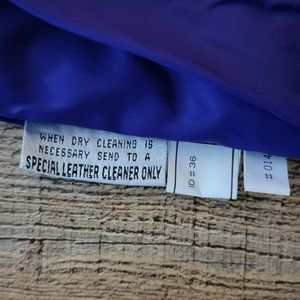 WHEN DRY CLEANING IS
NECESSARY SEND TO A
SPECIAL LEATHER CLEANER ONLY
ID # 36
# 014